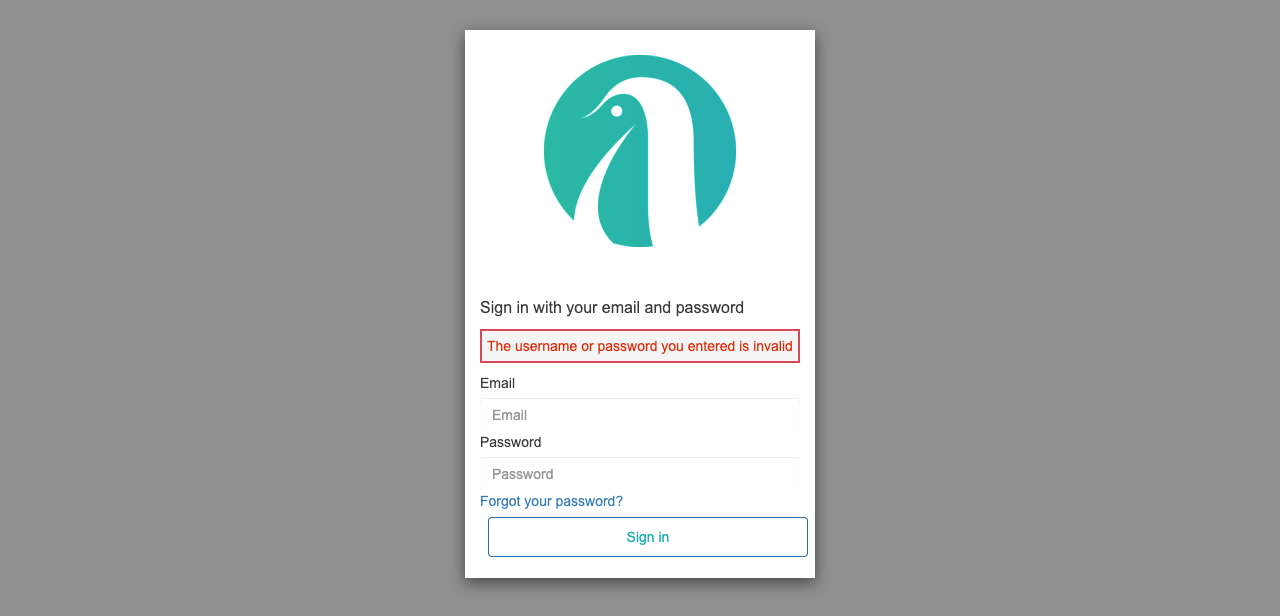 Sign in with your email and password
The username or password you entered is invalid
Email
Email
Password
Password
Forgot your password?
Sign in